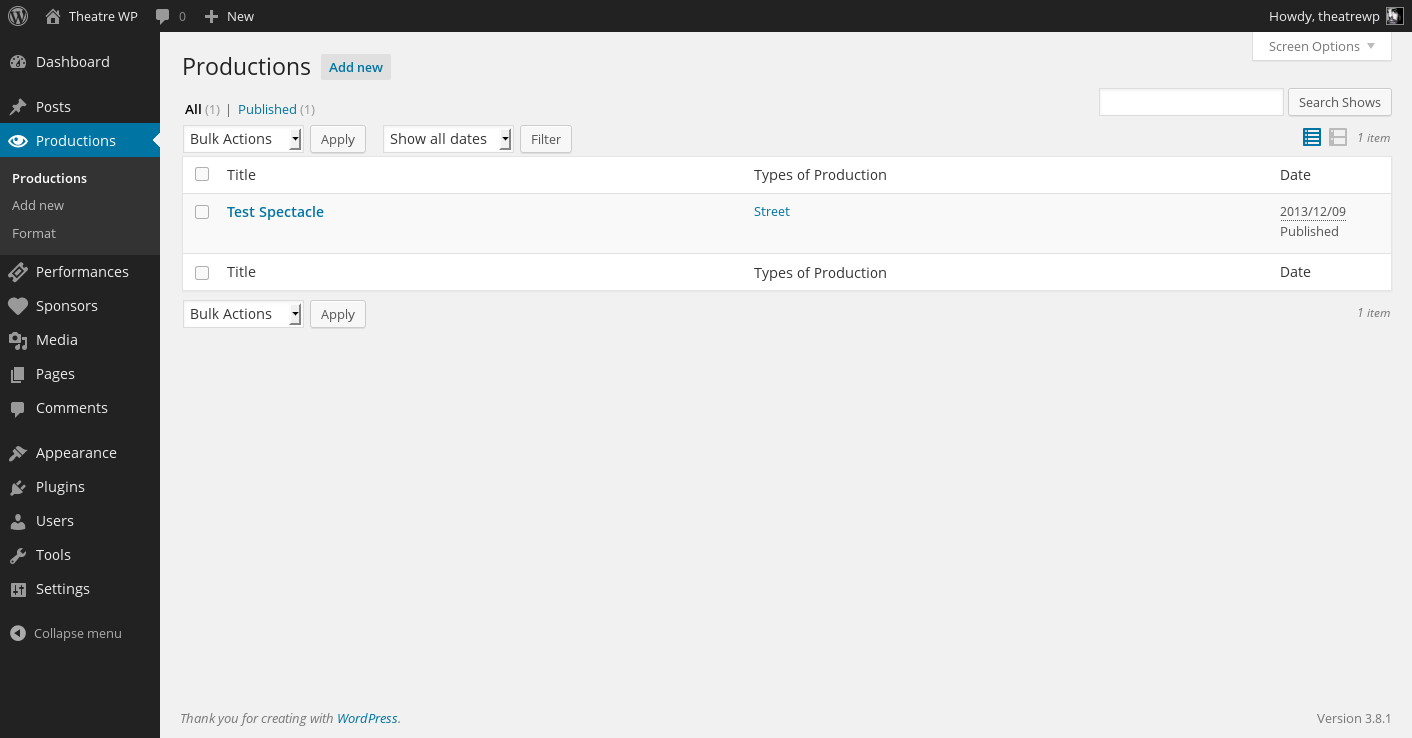 Theatre WP 0 New Howdy, theatrewp
Screen Options
Dashboard
Posts
Productions
Productions
Add new
Format
Performances
Sponsors
Media
Pages
Comments
Appearance
Plugins
Users
Tools
Settings
Collapse menu
Productions Add new
All (1) | Published (1)
Search Shows
Bulk Actions Apply Show all dates Filter 1 item
Title Types of Production Date
Test Spectacle Street 2013/12/09
Published
Title Types of Production Date
Bulk Actions Apply 1 item
Thank you for creating with WordPress. Version 3.8.1